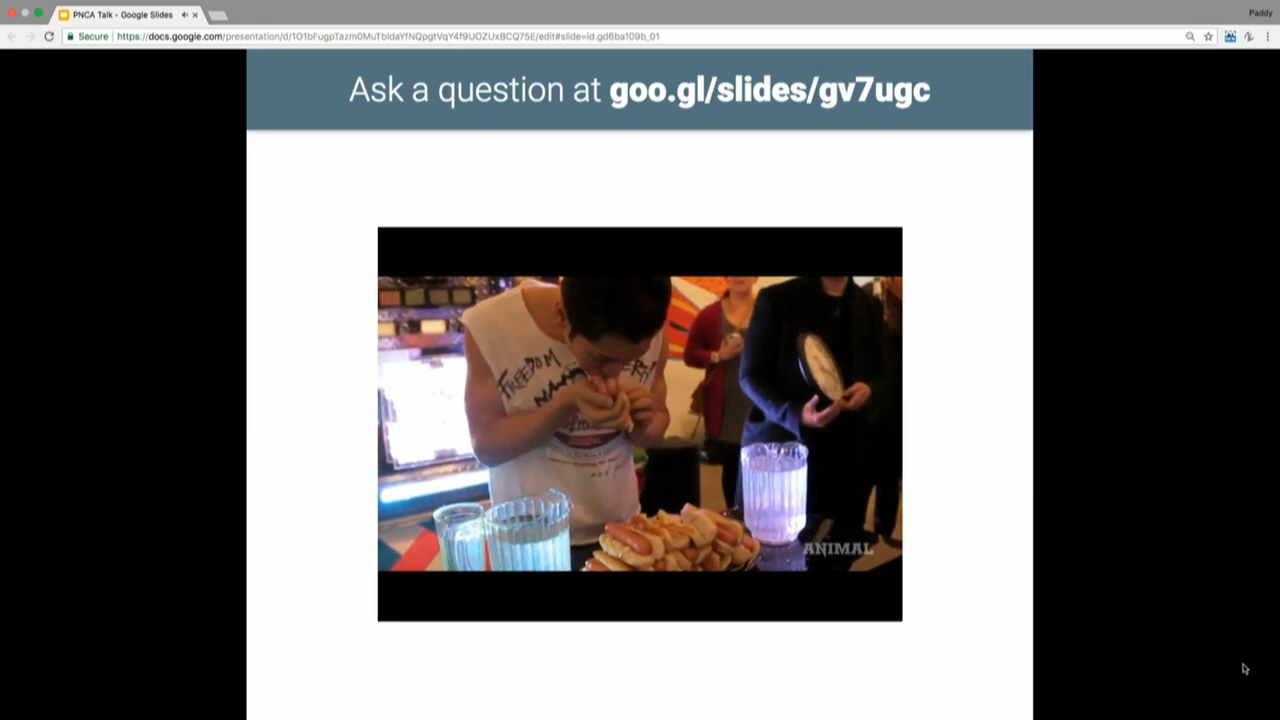 PNCA Talk - Google Slides
Paddy
Secure
https://docs.google.com/presentation/d/1O1bFugpTazm0MuTbIdaYfNQpgtVqY4f9UOZUxBCQ75E/edit#slide=id.gd6ba109b_01
Ask a question at goo.gl/slides/gv7ugc
FREEDOM
ANIMAL